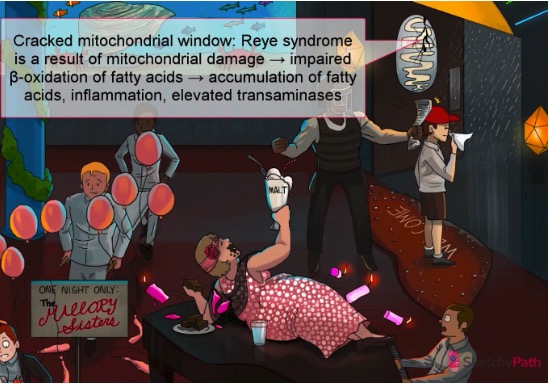 Cracked mitochondrial window: Reye syndrome
is a result of mitochondrial damage → impaired
β-oxidation of fatty acids → accumulation of fatty
acids, inflammation, elevated transaminases
MALT
WELCOME
ONE NIGHT ONLY:
The
MALLORY
Sisters
SketchyPath